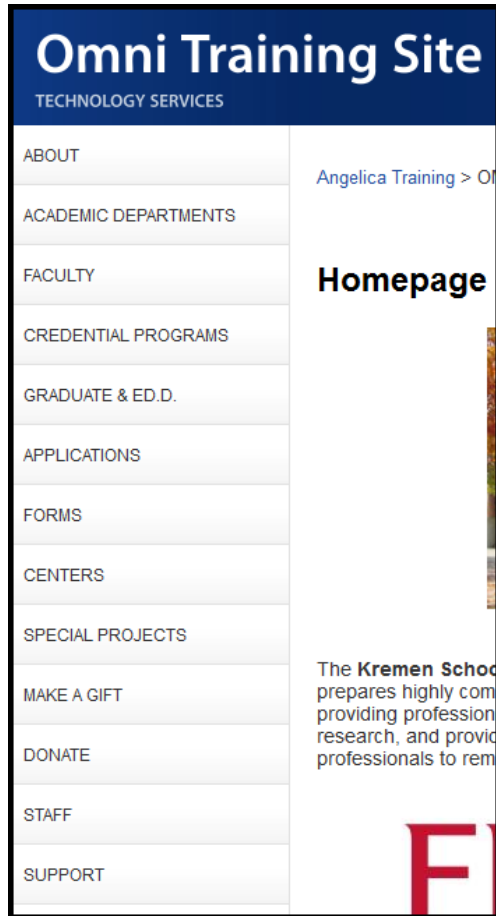 Omni Training Site
TECHNOLOGY SERVICES
ABOUT
ACADEMIC DEPARTMENTS
FACULTY
CREDENTIAL PROGRAMS
GRADUATE & ED.D.
APPLICATIONS
FORMS
CENTERS
SPECIAL PROJECTS
MAKE A GIFT
DONATE
STAFF
SUPPORT
Angelica Training >
Homepage
The Kremen
prepares highly
providing
research, and
professionals to